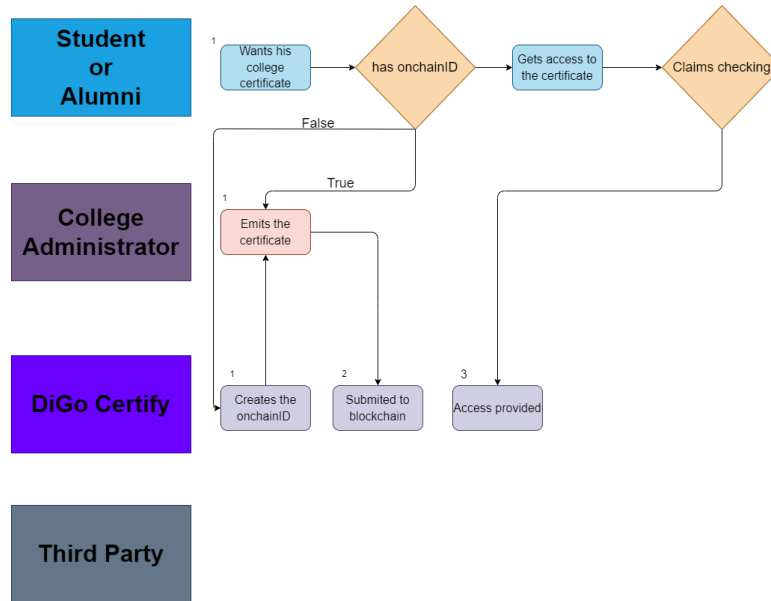 Student
or
Alumni
1
Wants his
college
certificate
has onchainID
Gets access to
the certificate
Claims checking
False
True
College
Administrator
1
Emits the
certificate
DiGo Certify
1
Creates the
onchainID
2
Submited to
blockchain
3
Access provided
Third Party